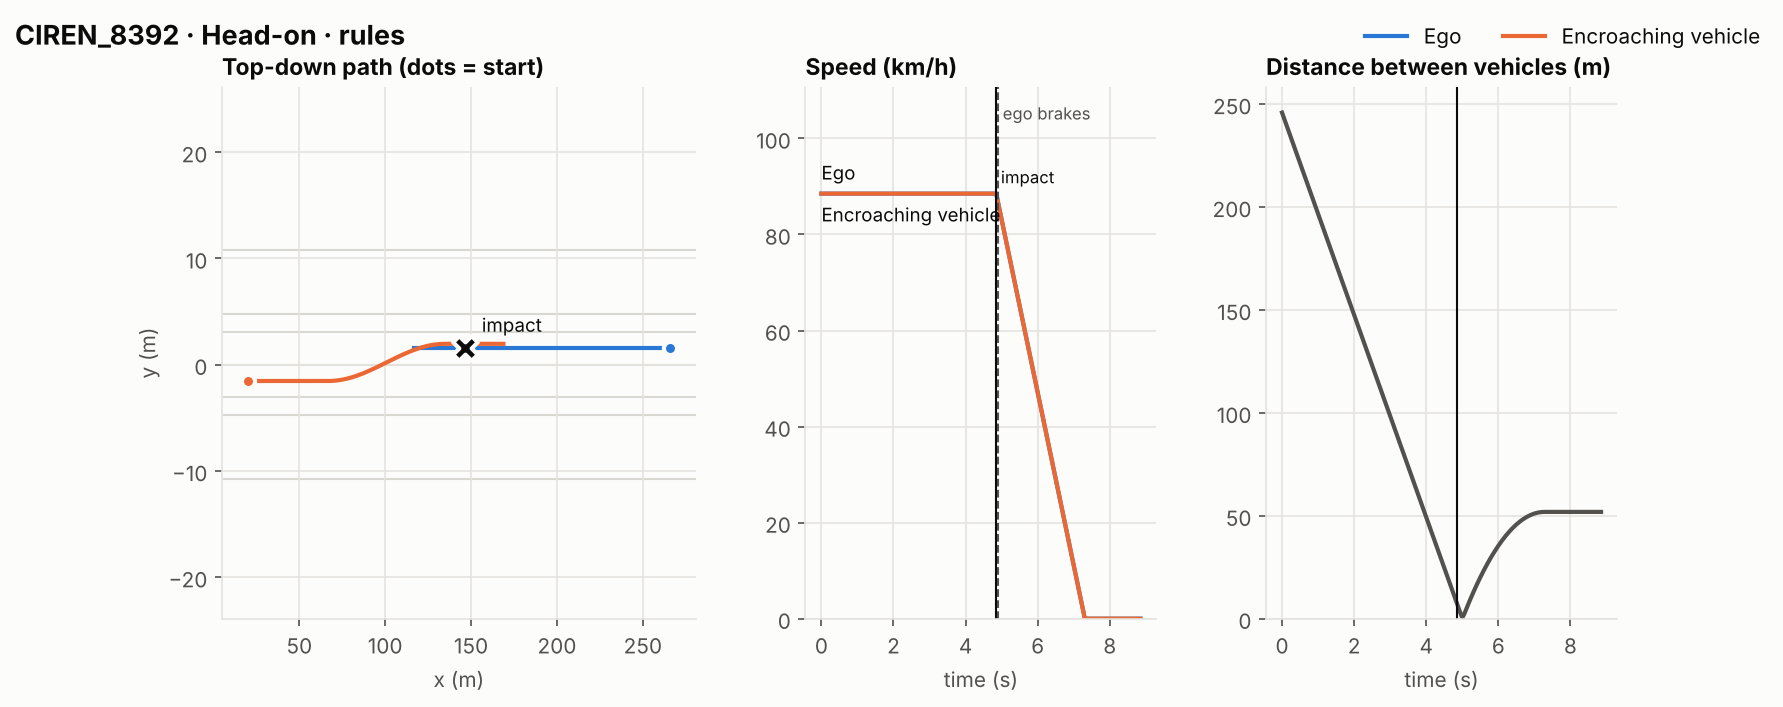 CIREN_8392 · Head-on · rules
Ego
Encroaching vehicle
Top-down path (dots = start)
20
10
0
−10
−20
y (m)
impact
50
100
150
200
250
x (m)
Speed (km/h)
100
80
60
40
20
0
ego brakes
impact
Ego
Encroaching vehicle
0
2
4
6
8
time (s)
Distance between vehicles (m)
250
200
150
100
50
0
0
2
4
6
8
time (s)